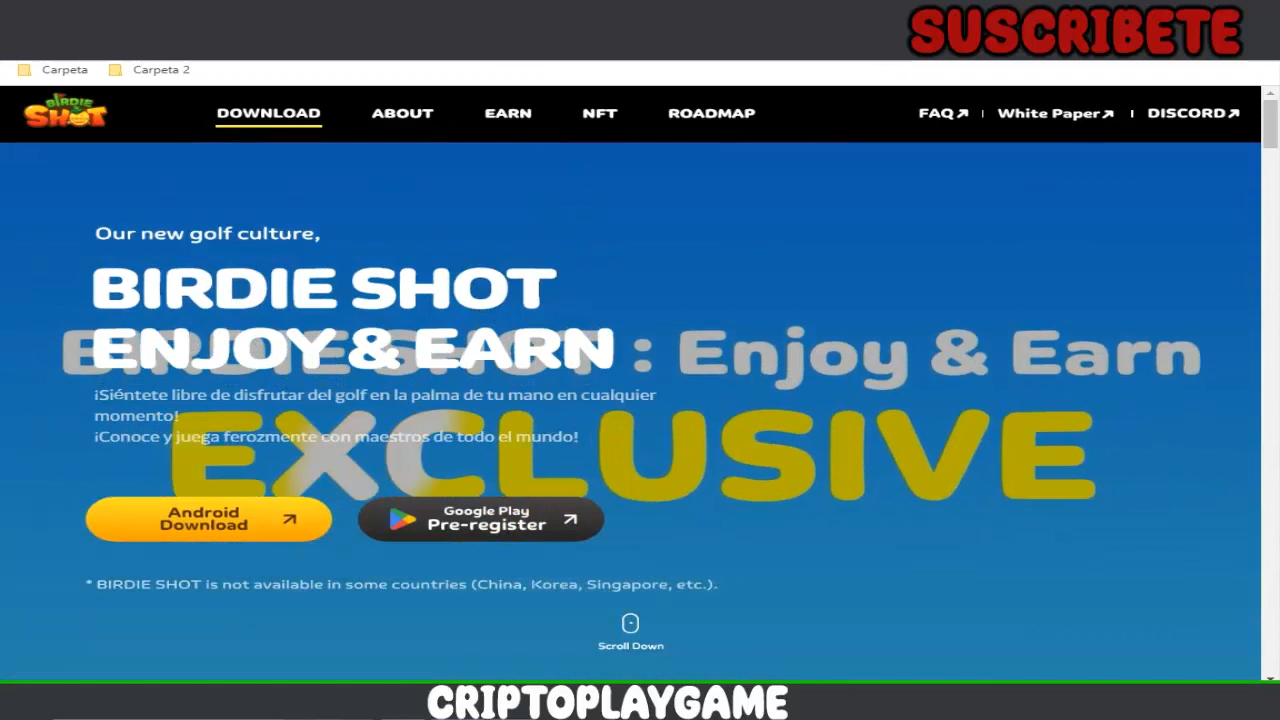 SUSCRIBETE
Carpeta Carpeta 2
BIRDIE SHOT
DOWNLOAD ABOUT EARN NFT ROADMAP FAQ White Paper DISCORD
Our new golf culture,
BIRDIE SHOT
ENJOY & EARN
BIRDIE SHOT : Enjoy & Earn
¡Siéntete libre de disfrutar del golf en la palma de tu mano en cualquier
momento!
¡Conoce y juega ferozmente con maestros de todo el mundo!
EXCLUSIVE
Android
Download
Google Play
Pre-register
* BIRDIE SHOT is not available in some countries (China, Korea, Singapore, etc.).
Scroll Down
CRIPTOPLAYGAME